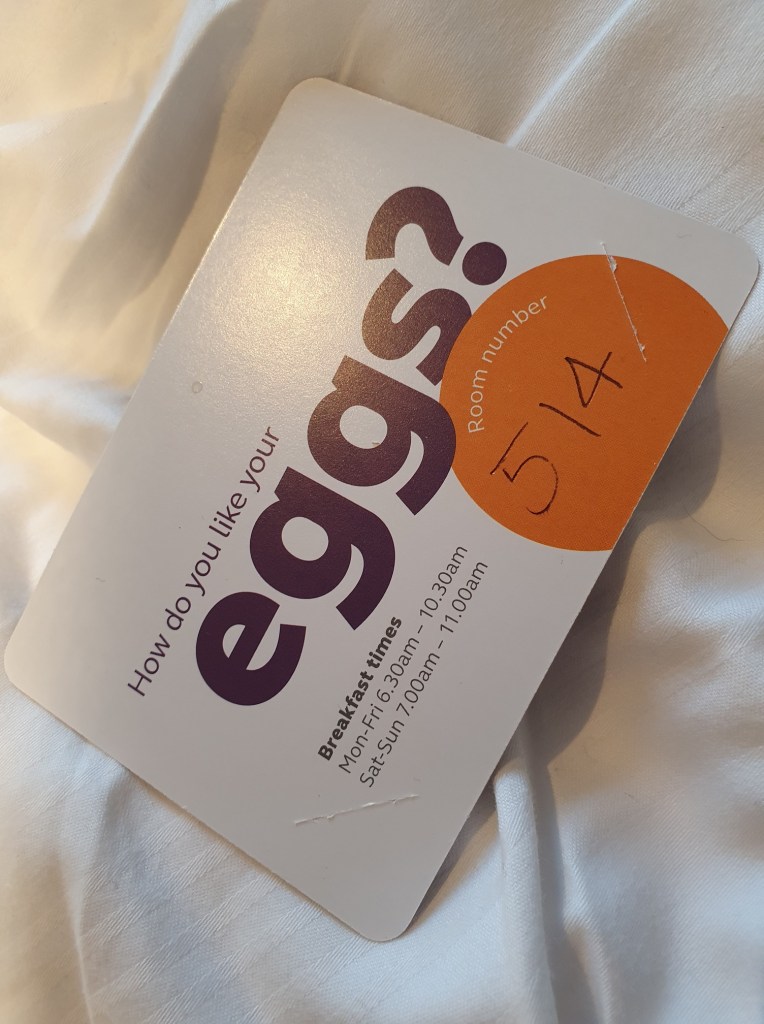 How do you like your
eggs?
Room number
514
Breakfast times
Mon-Fri 6.30am – 10.30am
Sat-Sun 7.00am – 11.00am